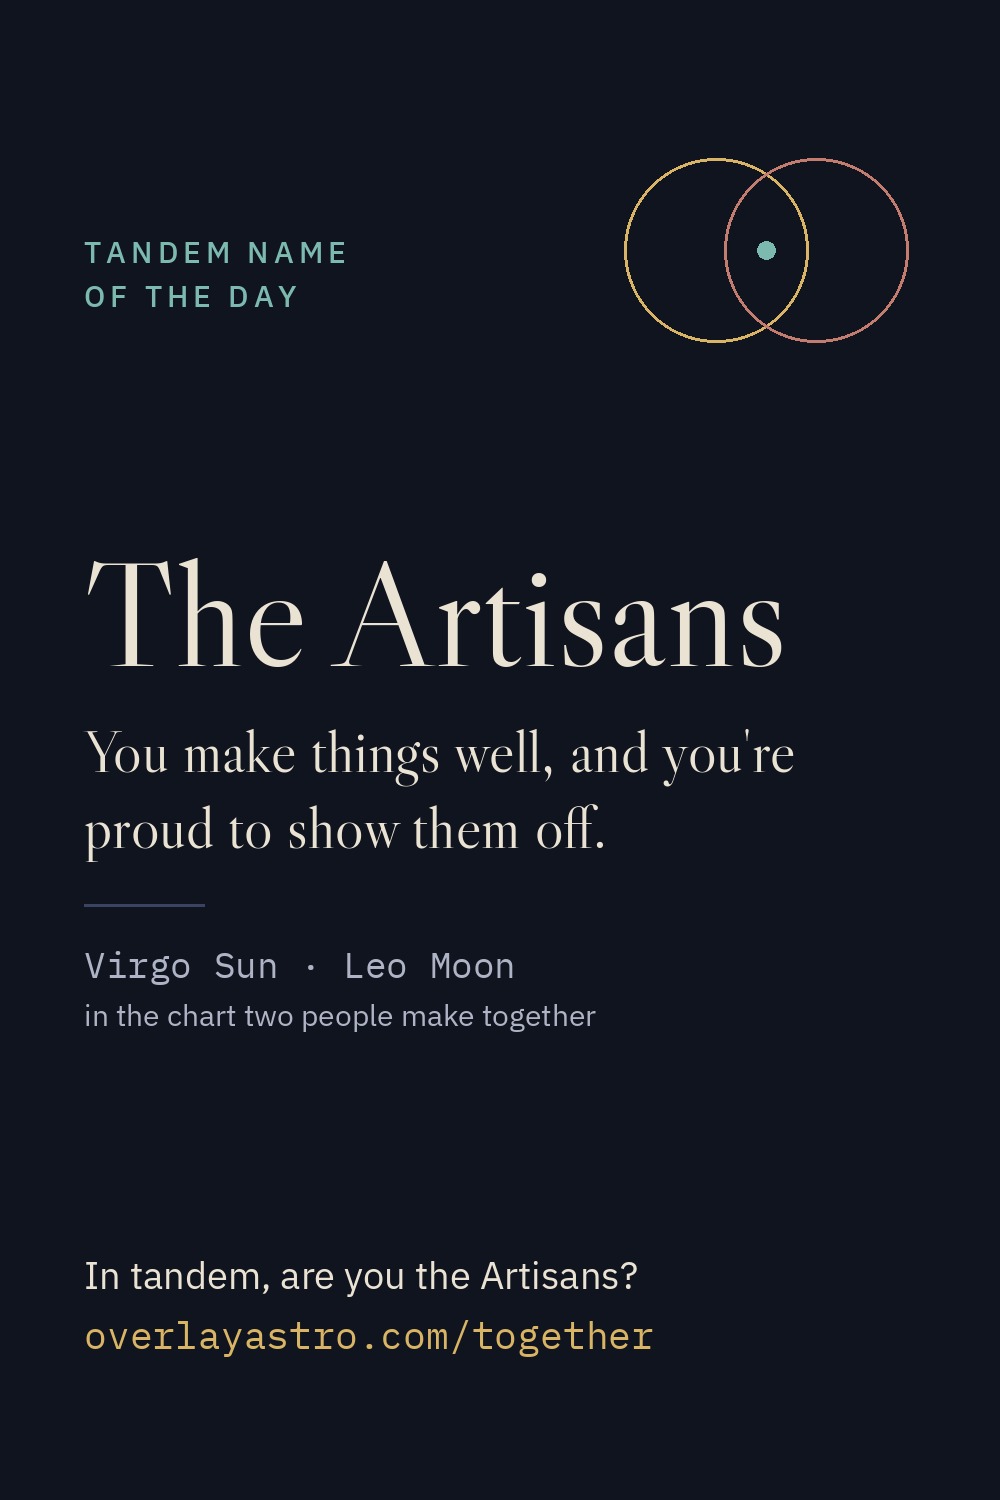 TANDEM NAME
OF THE DAY
The Artisans
You make things well, and you're
proud to show them off.
Virgo Sun · Leo Moon
in the chart two people make together
In tandem, are you the Artisans?
overlayastro.com/together